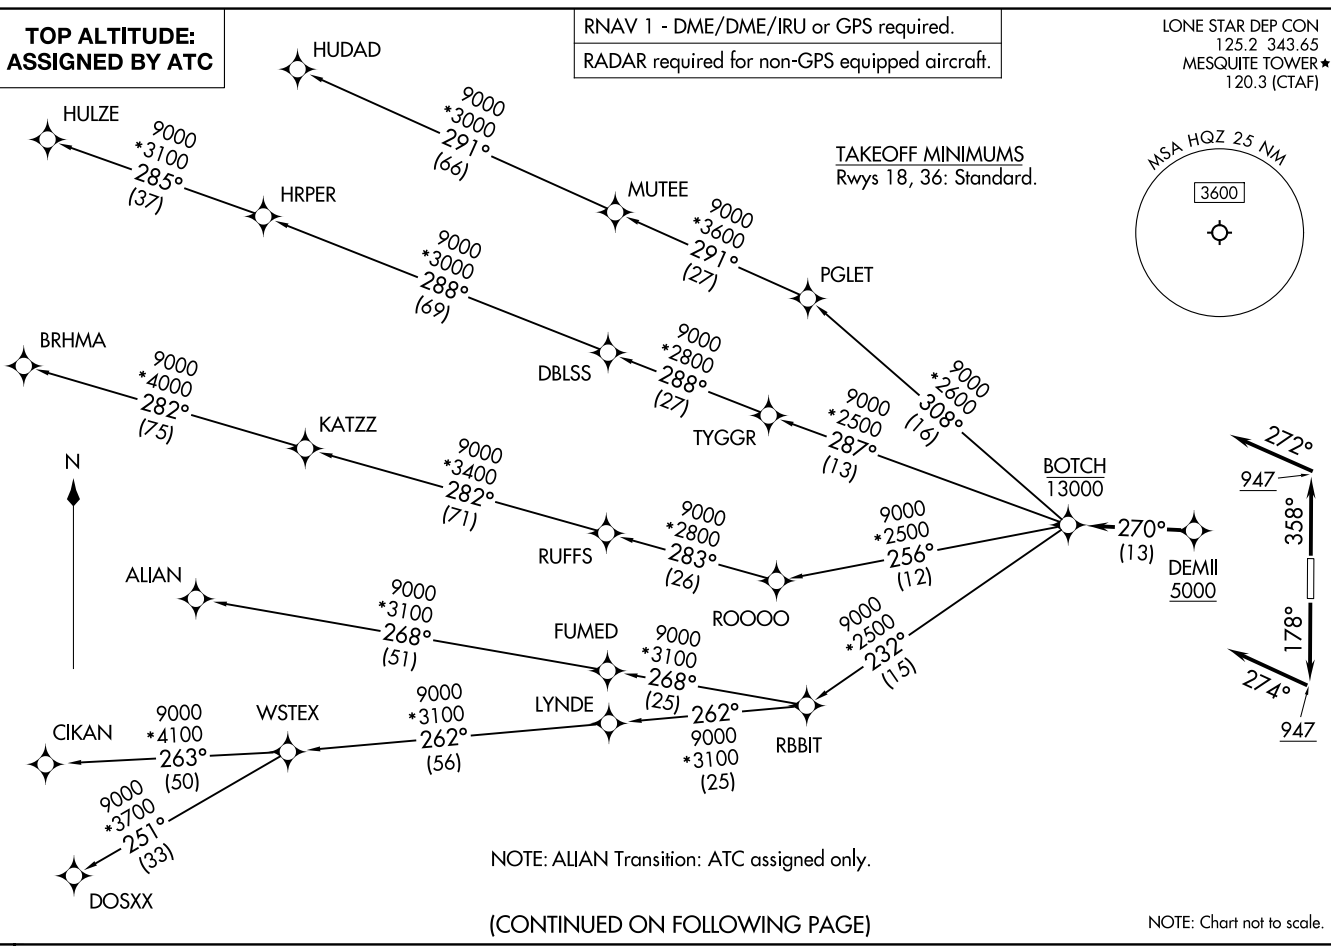 TOP ALTITUDE:
ASSIGNED BY ATC
RNAV 1 - DME/DME/IRU or GPS required.
RADAR required for non-GPS equipped aircraft.
LONE STAR DEP CON
125.2 343.65
MESQUITE TOWER★
120.3 (CTAF)
HUDAD
9000
*3000
291°
(66)
HULZE
9000
*3100
285°
(37)
HRPER
MUTEE
TAKEOFF MINIMUMS
Rwys 18, 36: Standard.
MSA HQZ 25 NM
3600
9000
*3600
291°
(27)
PGLET
9000
*3000
288°
(69)
BRHMA
9000
*4000
282°
(75)
DBLSS
9000
*2800
288°
(27)
TYGGR
9000
*2600
308°
(16)
9000
*2500
287°
(13)
KATZZ
N
9000
*3400
282°
(71)
BOTCH
13000
272°
947
358°
RUFFS
9000
*2800
283°
(26)
9000
*2500
256°
(12)
270°
(13)
DEMII
5000
ROOOO
ALIAN
9000
*3100
268°
(51)
FUMED
9000
*3100
268°
(25)
9000
*2500
232°
(15)
178°
274°
947
CIKAN
9000
*4100
263°
(50)
WSTEX
9000
*3100
262°
(56)
LYNDE
262°
9000
*3100
(25)
RBBIT
9000
*3700
251°
(33)
DOSXX
NOTE: ALIAN Transition: ATC assigned only.
(CONTINUED ON FOLLOWING PAGE)
NOTE: Chart not to scale.